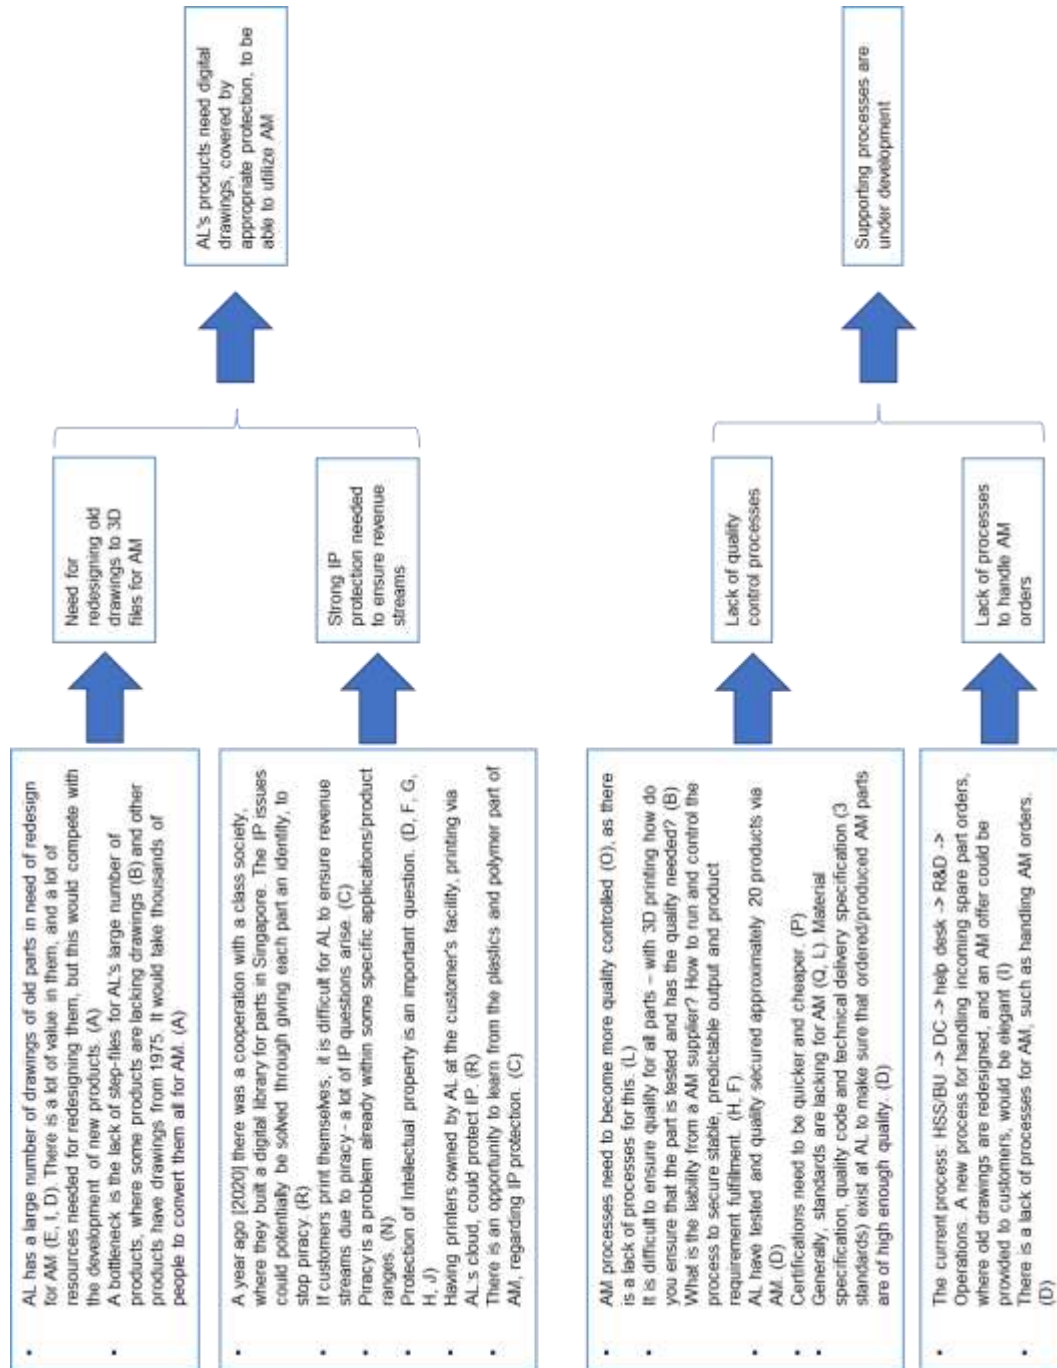 AL has a large number of drawings of old parts in need of redesign
for AM (E, I, D). There is a lot of value in them, and a lot of
resources needed for redesigning them, but this would compete with
the development of new products. (A)
A bottleneck is the lack of step-files for AL's large number of
products, where some products are lacking drawings (B) and other
products have drawings from 1975. It would take thousands of
people to convert them all for AM. (A)
Need for
redesigning old
drawings to 3D
files for AM
A year ago [2020] there was a cooperation with a class society,
where they built a digital library for parts in Singapore. The IP issues
could potentially be solved through giving each part an identity, to
stop piracy. (R)
If customers print themselves, it is difficult for AL to ensure revenue
streams due to piracy - a lot of IP questions arise. (C)
Piracy is a problem already within some specific applications/product
ranges. (N)
Protection of Intellectual property is an important question. (D, F, G,
H, J)
Having printers owned by AL at the customer's facility, printing via
AL's cloud, could protect IP. (R)
There is an opportunity to learn from the plastics and polymer part of
AM, regarding IP protection. (C)
Strong IP
protection needed
to ensure revenue
streams
AL's products need digital
drawings, covered by
appropriate protection, to be
able to utilize AM
AM processes need to become more quality controlled (O), as there
is a lack of processes for this. (L)
It is difficult to ensure quality for all parts – with 3D printing how do
you ensure that the part is tested and has the quality needed? (B)
What is the liability from a AM supplier? How to run and control the
process to secure stable, predictable output and product
requirement fulfillment. (H, F)
AL have tested and quality secured approximately 20 products via
AM. (D)
Certifications need to be quicker and cheaper. (P)
Generally, standards are lacking for AM (Q, L). Material
specification, quality code and technical delivery specification (3
standards) exist at AL to make sure that ordered/produced AM parts
are of high enough quality. (D)
Lack of quality
control processes
The current process: HSS/BU -> DC -> help desk -> R&D ->
Operations. A new process for handling incoming spare part orders,
where old drawings are redesigned, and an AM offer could be
provided to customers, would be elegant (I)
There is a lack of processes for AM, such as handling AM orders.
(D)
Lack of processes
to handle AM
orders
Supporting processes are
under development